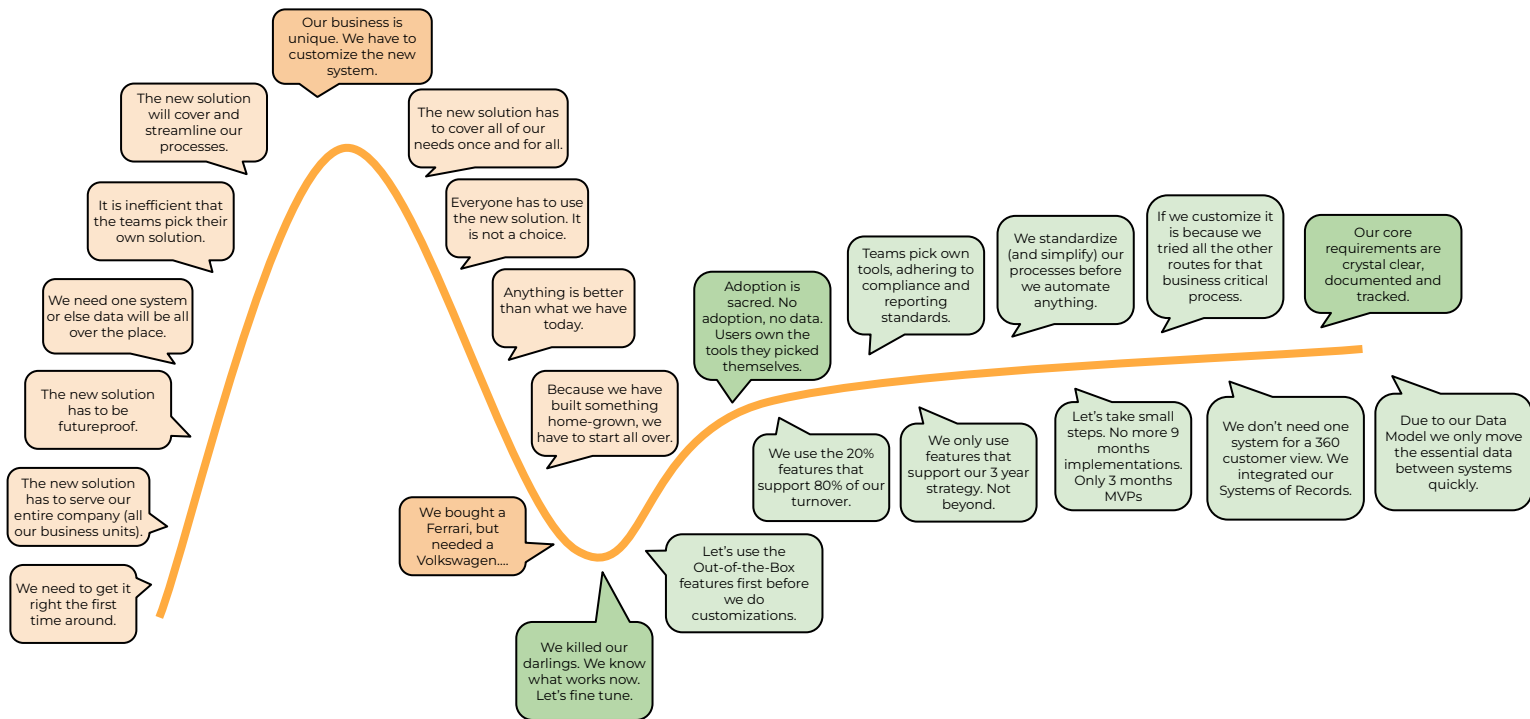 We need to get it
right the first
time around.
The new solution
has to serve our
entire company (all
our business units).
The new solution
has to be
futureproof.
We need one system
or else data will be all
over the place.
It is inefficient that
the teams pick their
own solution.
The new solution
will cover and
streamline our
processes.
Our business is
unique. We have to
customize the new
system.
The new solution has
to cover all of our
needs once and for all.
Everyone has to use
the new solution. It
is not a choice.
Anything is better
than what we have
today.
Because we have
built something
home-grown, we
have to start all over.
We bought a
Ferrari, but
needed a
Volkswagen....
We killed our
darlings. We know
what works now.
Let's fine tune.
Let's use the
Out-of-the-Box
features first before
we do
customizations.
Adoption is
sacred. No
adoption, no data.
Users own the
tools they picked
themselves.
We use the 20%
features that
support 80% of our
turnover.
Teams pick own
tools, adhering to
compliance and
reporting
standards.
We only use
features that
support our 3 year
strategy. Not
beyond.
We standardize
(and simplify) our
processes before
we automate
anything.
Let's take small
steps. No more 9
months
implementations.
Only 3 months
MVPs
If we customize it
is because we
tried all the other
routes for that
business critical
process.
We don't need one
system for a 360
customer view. We
integrated our
Systems of Records.
Our core
requirements are
crystal clear,
documented and
tracked.
Due to our Data
Model we only move
the essential data
between systems
quickly.